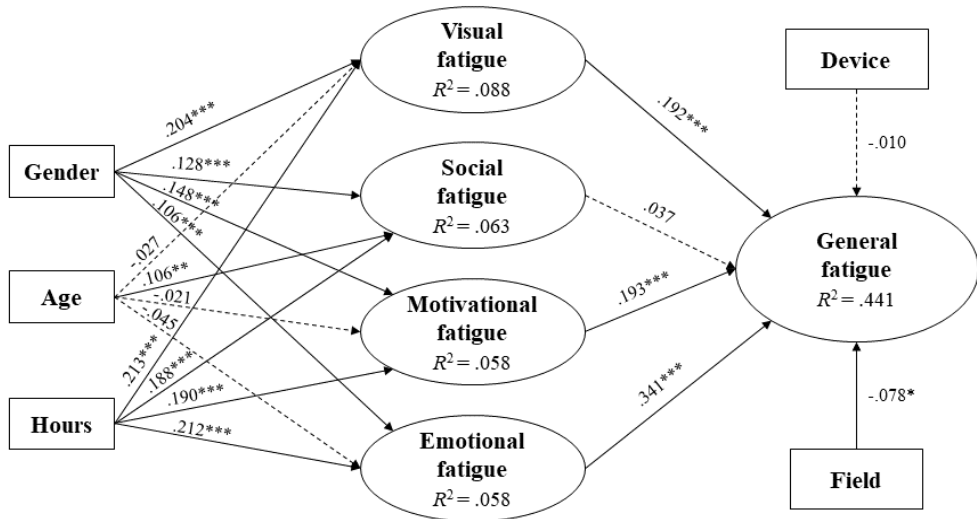 Visual
fatigue
R² = .088
Device
.204***
.192***
-.010
Gender
.128***
Social
fatigue
R² = .063
.148***
.106***
.037
General
fatigue
R² = .441
-.027
.106**
Age
-.021
-.045
Motivational
fatigue
R² = .058
.193***
.213***
.188***
.190***
.341***
Hours
.212***
Emotional
fatigue
R² = .058
-.078*
Field